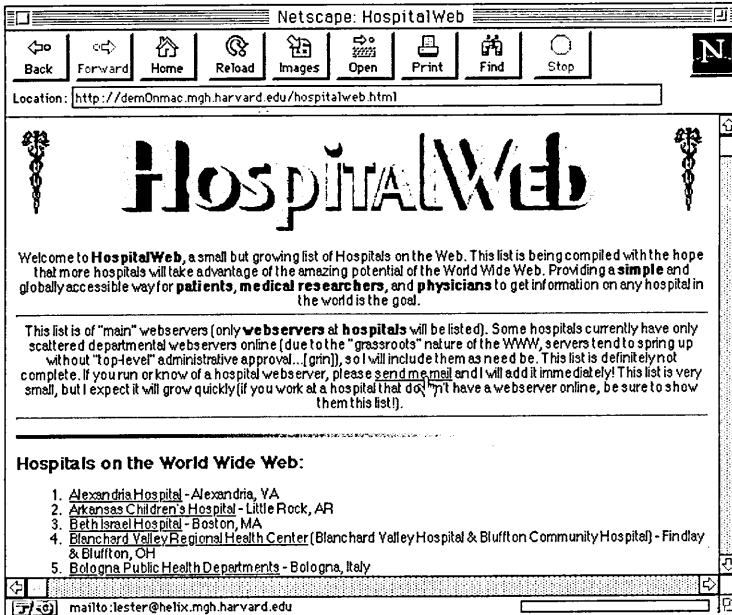 Netscape: HospitalWeb
Back Forward Home Reload Images Open Print Find Stop
N
Location: http://dem0nmac.mgh.harvard.edu/hospitalweb.html
HospitalWeb
Welcome to HospitalWeb, a small but growing list of Hospitals on the Web. This list is being compiled with the hope
that more hospitals will take advantage of the amazing potential of the World Wide Web. Providing a simple and
globally accessible way for patients, medical researchers, and physicians to get information on any hospital in
the world is the goal.
This list is of "main" webservers (only webservers at hospitals will be listed). Some hospitals currently have only
scattered departmental webservers online (due to the "grassroots" nature of the WWW, servers tend to spring up
without "top-level" administrative approval...[grin]), so I will include them as need be. This list is definitely not
complete. If you run or know of a hospital webserver, please send me mail and I will add it immediately! This list is very
small, but I expect it will grow quickly (if you work at a hospital that don't have a webserver online, be sure to show
them this list!).
Hospitals on the World Wide Web:
1. Alexandria Hospital - Alexandria, VA
2. Arkansas Children's Hospital - Little Rock, AR
3. Beth Israel Hospital - Boston, MA
4. Blanchard Valley Regional Health Center (Blanchard Valley Hospital & Bluffton Community Hospital) - Findlay
& Bluffton, OH
5. Bologna Public Health Departments - Bologna, Italy
mailto:lester@helix.mgh.harvard.edu